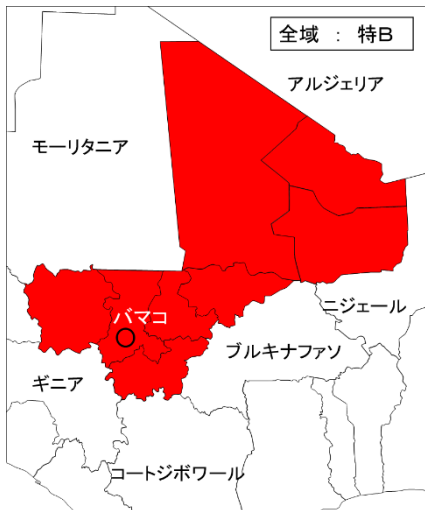 全域 ： 特B
アルジェリア
モーリタニア
ニジェール
バマコ
ブルキナファソ
ギニア
コートジボワール